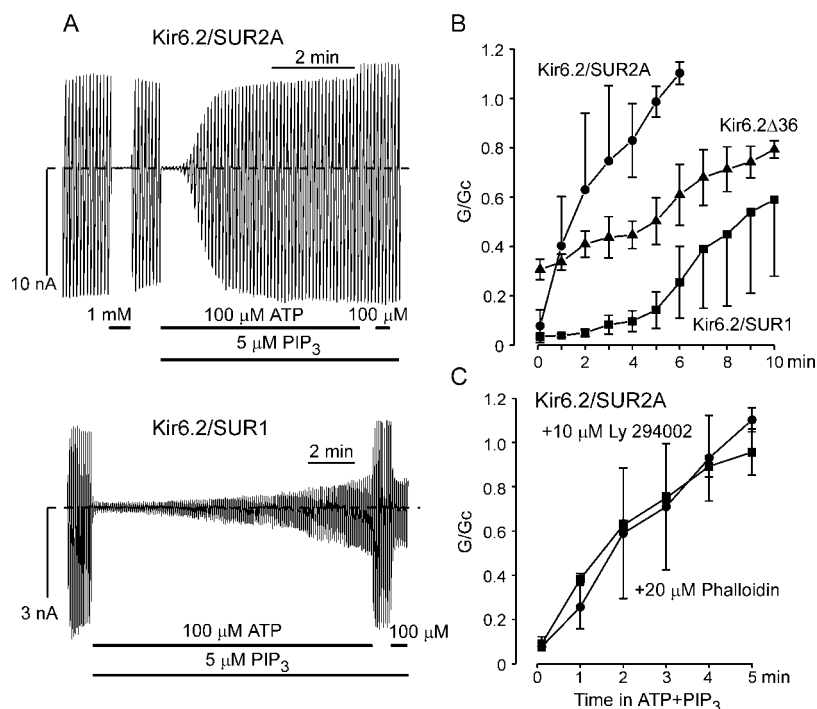 A
Kir6.2/SUR2A
2 min
10 nA
1 mM
100 μM ATP
100 μM
5 μM PIP3
Kir6.2/SUR1
2 min
3 nA
100 μM ATP
100 μM
5 μM PIP3
B
1.2
1.0
0.8
0.6
0.4
0.2
0
G/Gc
Kir6.2/SUR2A
Kir6.2Δ36
Kir6.2/SUR1
0 2 4 6 8 10 min
C
Kir6.2/SUR2A
+10 μM Ly 294002
+20 μM Phalloidin
1.2
1.0
0.8
0.6
0.4
0.2
0
G/Gc
0 1 2 3 4 5 min
Time in ATP+PIP3